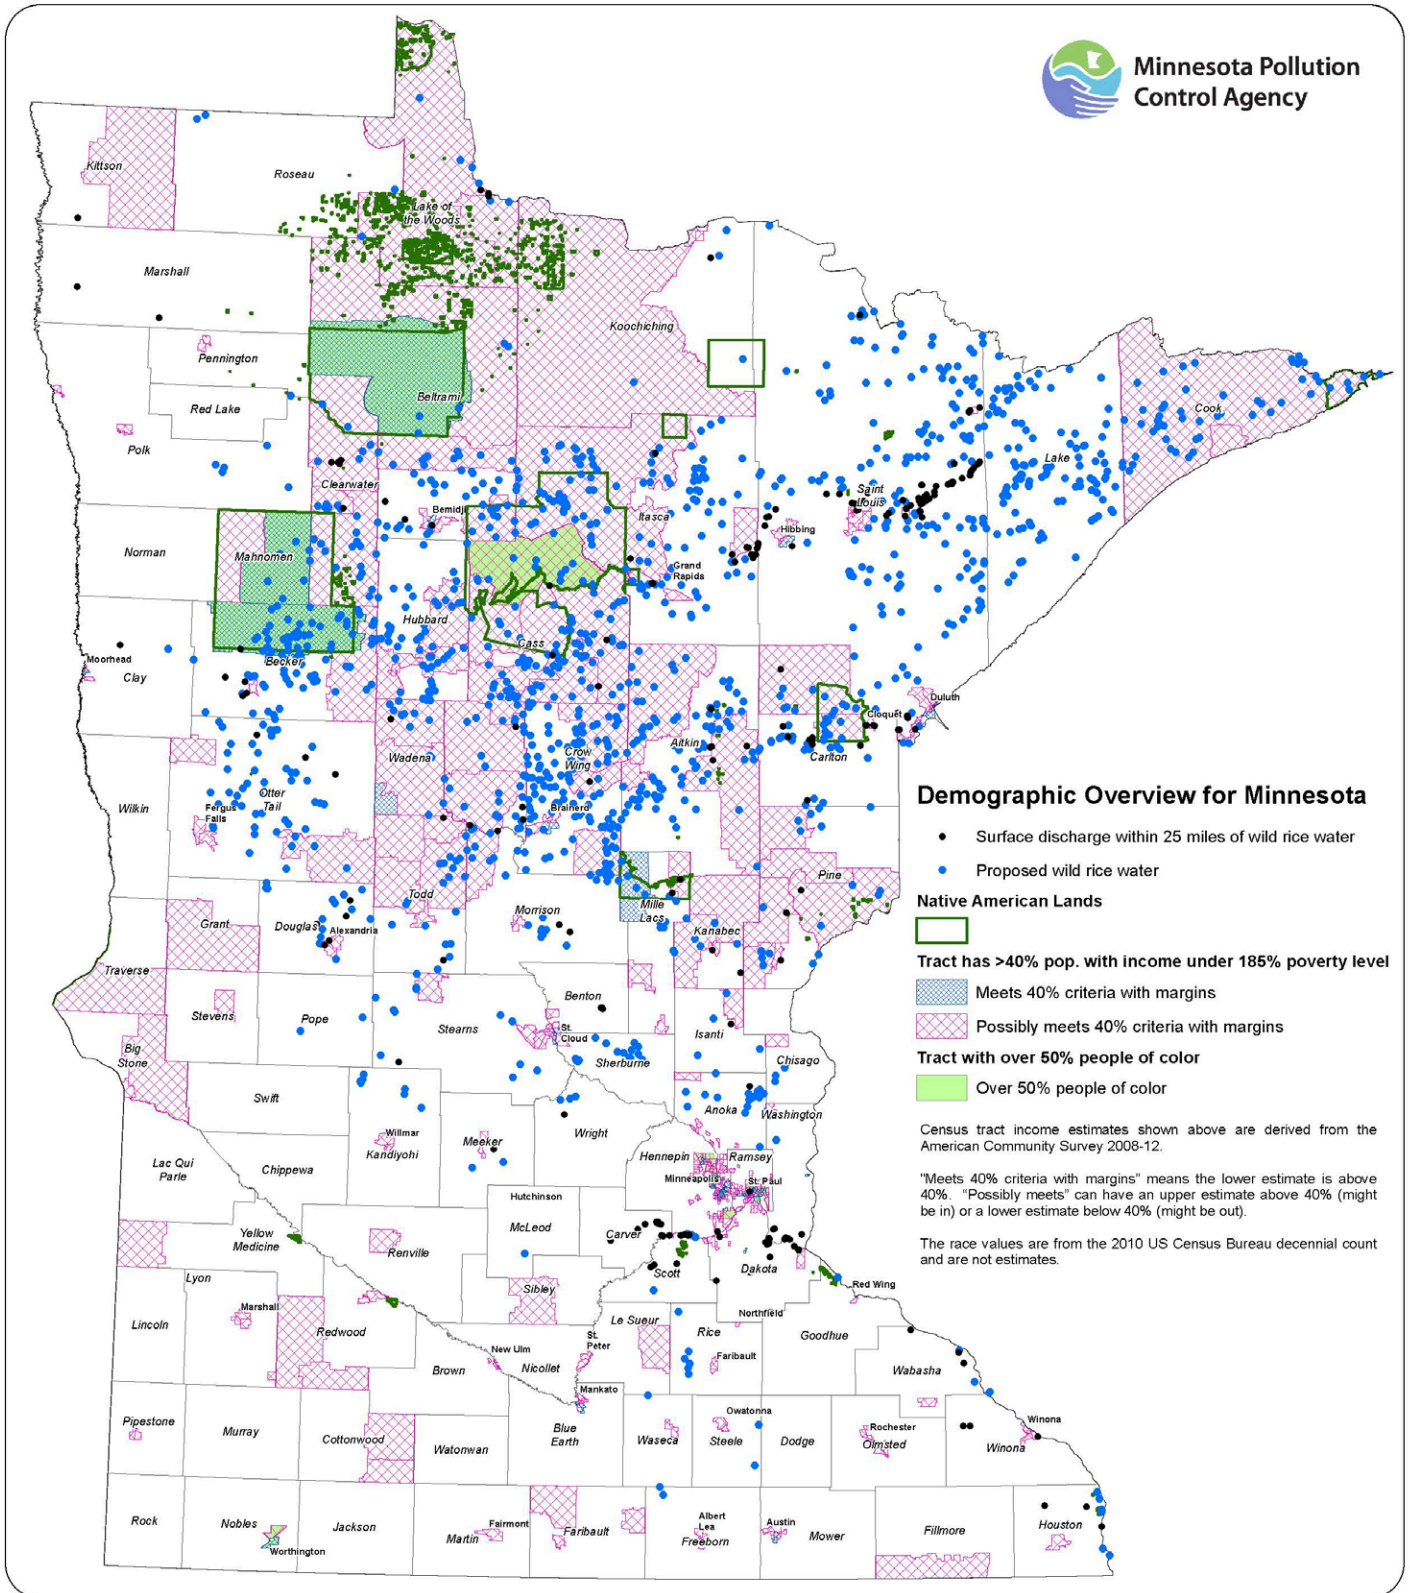 Minnesota Pollution
Control Agency
Kittson
Roseau
Lake of
the Woods
Marshall
Koochiching
Pennington
Beltrami
Red Lake
Cook
Polk
Lake
Clearwater
Saint
Louis
Bemidji
Itasca
Hibbing
Norman
Mahnomen
Grand
Rapids
Hubbard
Cass
Becker
Moorhead
Clay
Duluth
Cloquet
Aitkin
Carlton
Crow
Wing
Wadena
Otter
Tail
Wilkin
Fergus
Falls
Brainerd
Demographic Overview for Minnesota
Surface discharge within 25 miles of wild rice water
Proposed wild rice water
Native American Lands
Tract has >40% pop. with income under 185% poverty level
Meets 40% criteria with margins
Possibly meets 40% criteria with margins
Tract with over 50% people of color
Over 50% people of color
Census tract income estimates shown above are derived from the
American Community Survey 2008-12.
"Meets 40% criteria with margins" means the lower estimate is above
40%. "Possibly meets" can have an upper estimate above 40% (might
be in) or a lower estimate below 40% (might be out).
The race values are from the 2010 US Census Bureau decennial count
and are not estimates.
Pine
Todd
Mille
Lacs
Morrison
Grant
Douglas
Alexandria
Kanabec
Traverse
Benton
Stevens
Pope
Stearns
St.
Cloud
Isanti
Big
Stone
Sherburne
Chisago
Swift
Anoka
Washington
Wright
Willmar
Kandiyohi
Meeker
Hennepin
Ramsey
Lac Qui
Parle
Chippewa
Minneapolis
St. Paul
Hutchinson
McLeod
Carver
Yellow
Medicine
Renville
Scott
Dakota
Lyon
Sibley
Red Wing
Marshall
Le Sueur
Northfield
Lincoln
Redwood
Rice
Goodhue
St.
Peter
New Ulm
Nicollet
Faribault
Brown
Wabasha
Mankato
Pipestone
Murray
Cottonwood
Watonwan
Blue
Earth
Waseca
Owatonna
Steele
Dodge
Rochester
Olmsted
Winona
Winona
Rock
Nobles
Worthington
Jackson
Martin
Fairmont
Faribault
Albert
Lea
Freeborn
Austin
Mower
Fillmore
Houston